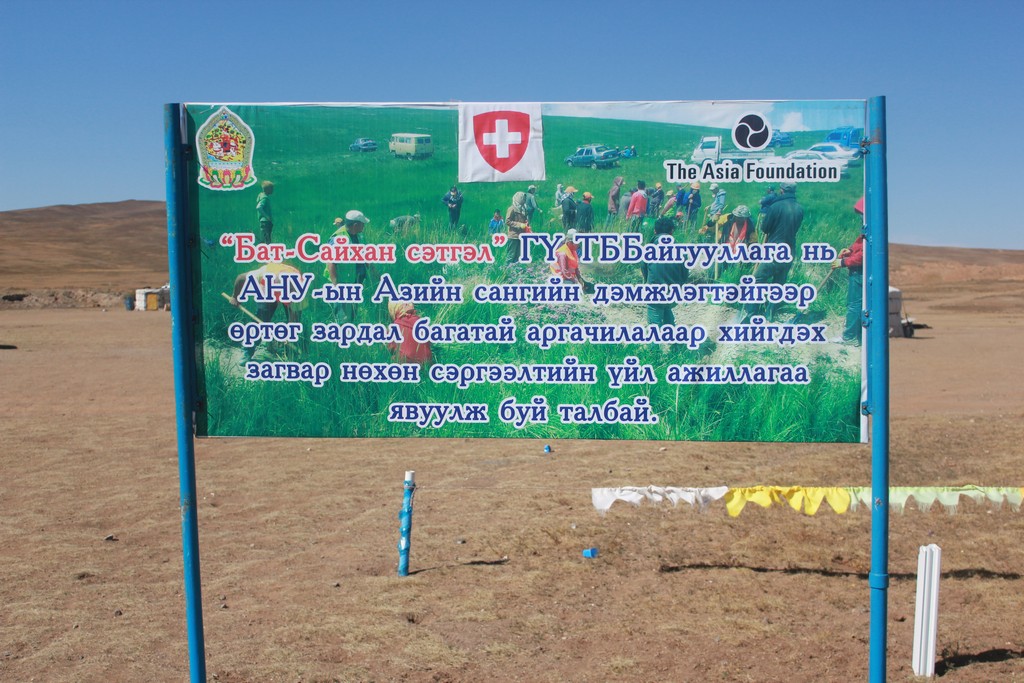 The Asia Foundation
“Бат-Сайхан сэтгэл” ГҮ-ТББайгууллага нь
АНУ-ын Азийн сангийн дэмжлэгтэйгээр
өртөг зардал багатай аргачилалаар хийгдэх
загвар нөхөн сэргээлтийн үйл ажиллагаа
явуулж буй талбай.